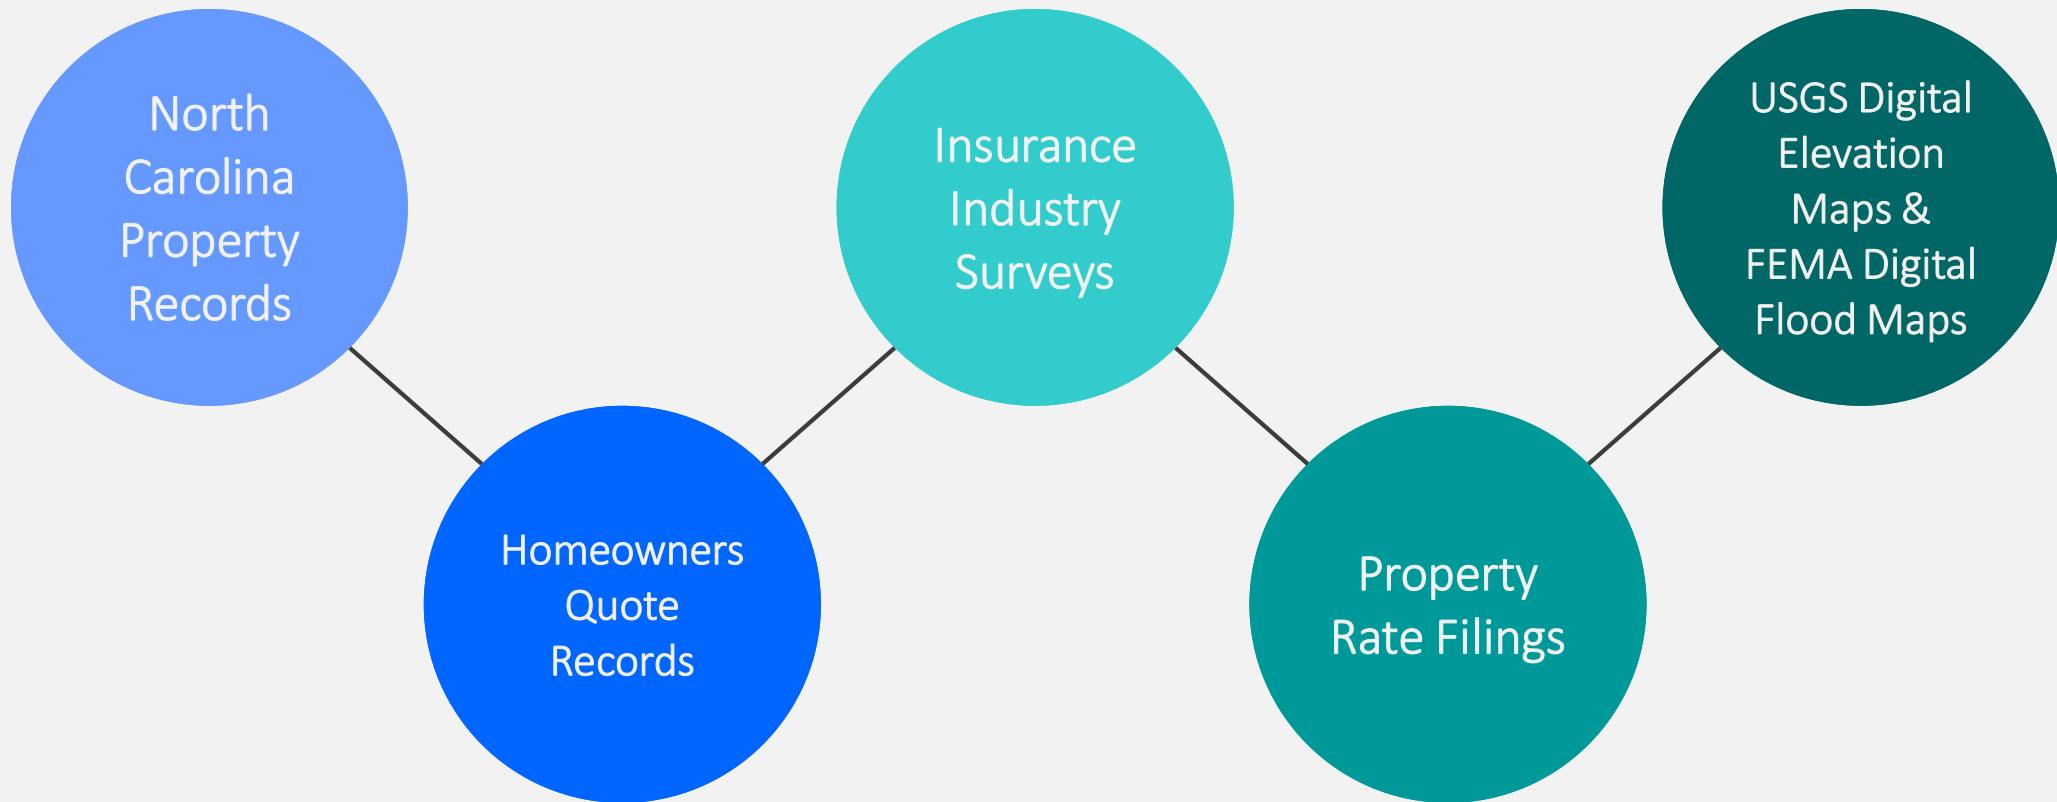 North
Carolina
Property
Records
Homeowners
Quote
Records
Insurance
Industry
Surveys
Property
Rate Filings
USGS Digital
Elevation
Maps &
FEMA Digital
Flood Maps